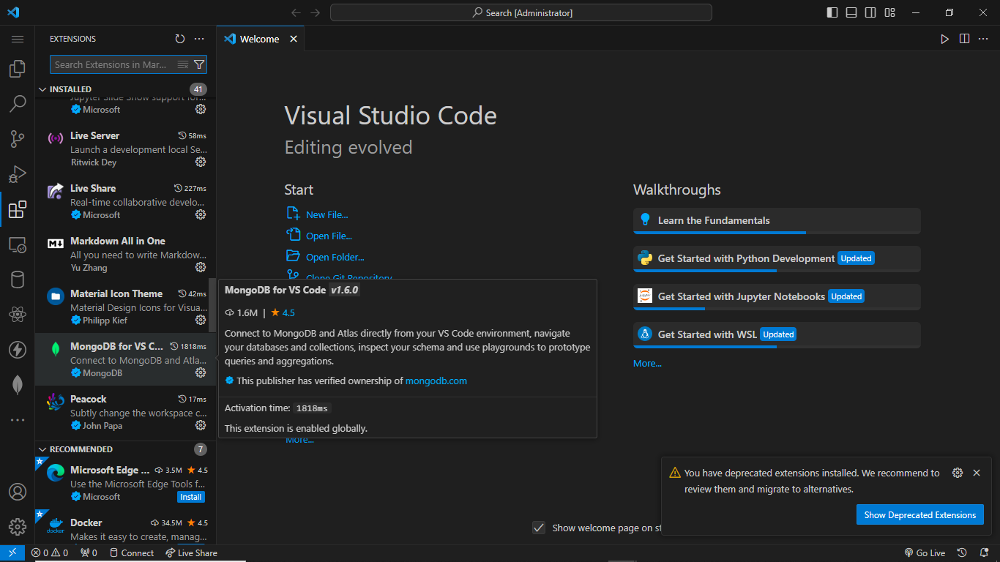 Search [Administrator]
EXTENSIONS
Search Extensions in Mar...
INSTALLED 41
Jupyter Slide Show support for...
Microsoft
Live Server 58ms
Launch a development local Se...
Ritwick Dey
Live Share 227ms
Real-time collaborative develo...
Microsoft
Markdown All in One
All you need to write Markdow...
Yu Zhang
Material Icon Theme 42ms
Material Design Icons for Visua...
Philipp Kief
MongoDB for VS C... 1818ms
Connect to MongoDB and Atla...
MongoDB
Peacock 17ms
Subtly change the workspace c...
John Papa
RECOMMENDED 7
Microsoft Edge ... 3.5M 4.5
Use the Microsoft Edge Tools f...
Microsoft Install
Docker 34.5M 4.5
docker
Makes it easy to create, manag...
Welcome
Visual Studio Code
Editing evolved
Start
New File...
Open File...
Open Folder...
Clone Git Repository...
MongoDB for VS Code v1.6.0
1.6M | 4.5
Connect to MongoDB and Atlas directly from your VS Code environment, navigate
your databases and collections, inspect your schema and use playgrounds to prototype
queries and aggregations.
This publisher has verified ownership of mongodb.com
Activation time: 1818ms
This extension is enabled globally.
More...
Walkthroughs
Learn the Fundamentals
Get Started with Python Development Updated
Get Started with Jupyter Notebooks Updated
jupyter
Get Started with WSL Updated
More...
You have deprecated extensions installed. We recommend to
review them and migrate to alternatives.
Show Deprecated Extensions
Show welcome page on st
0 0 0 Connect Live Share
Go Live